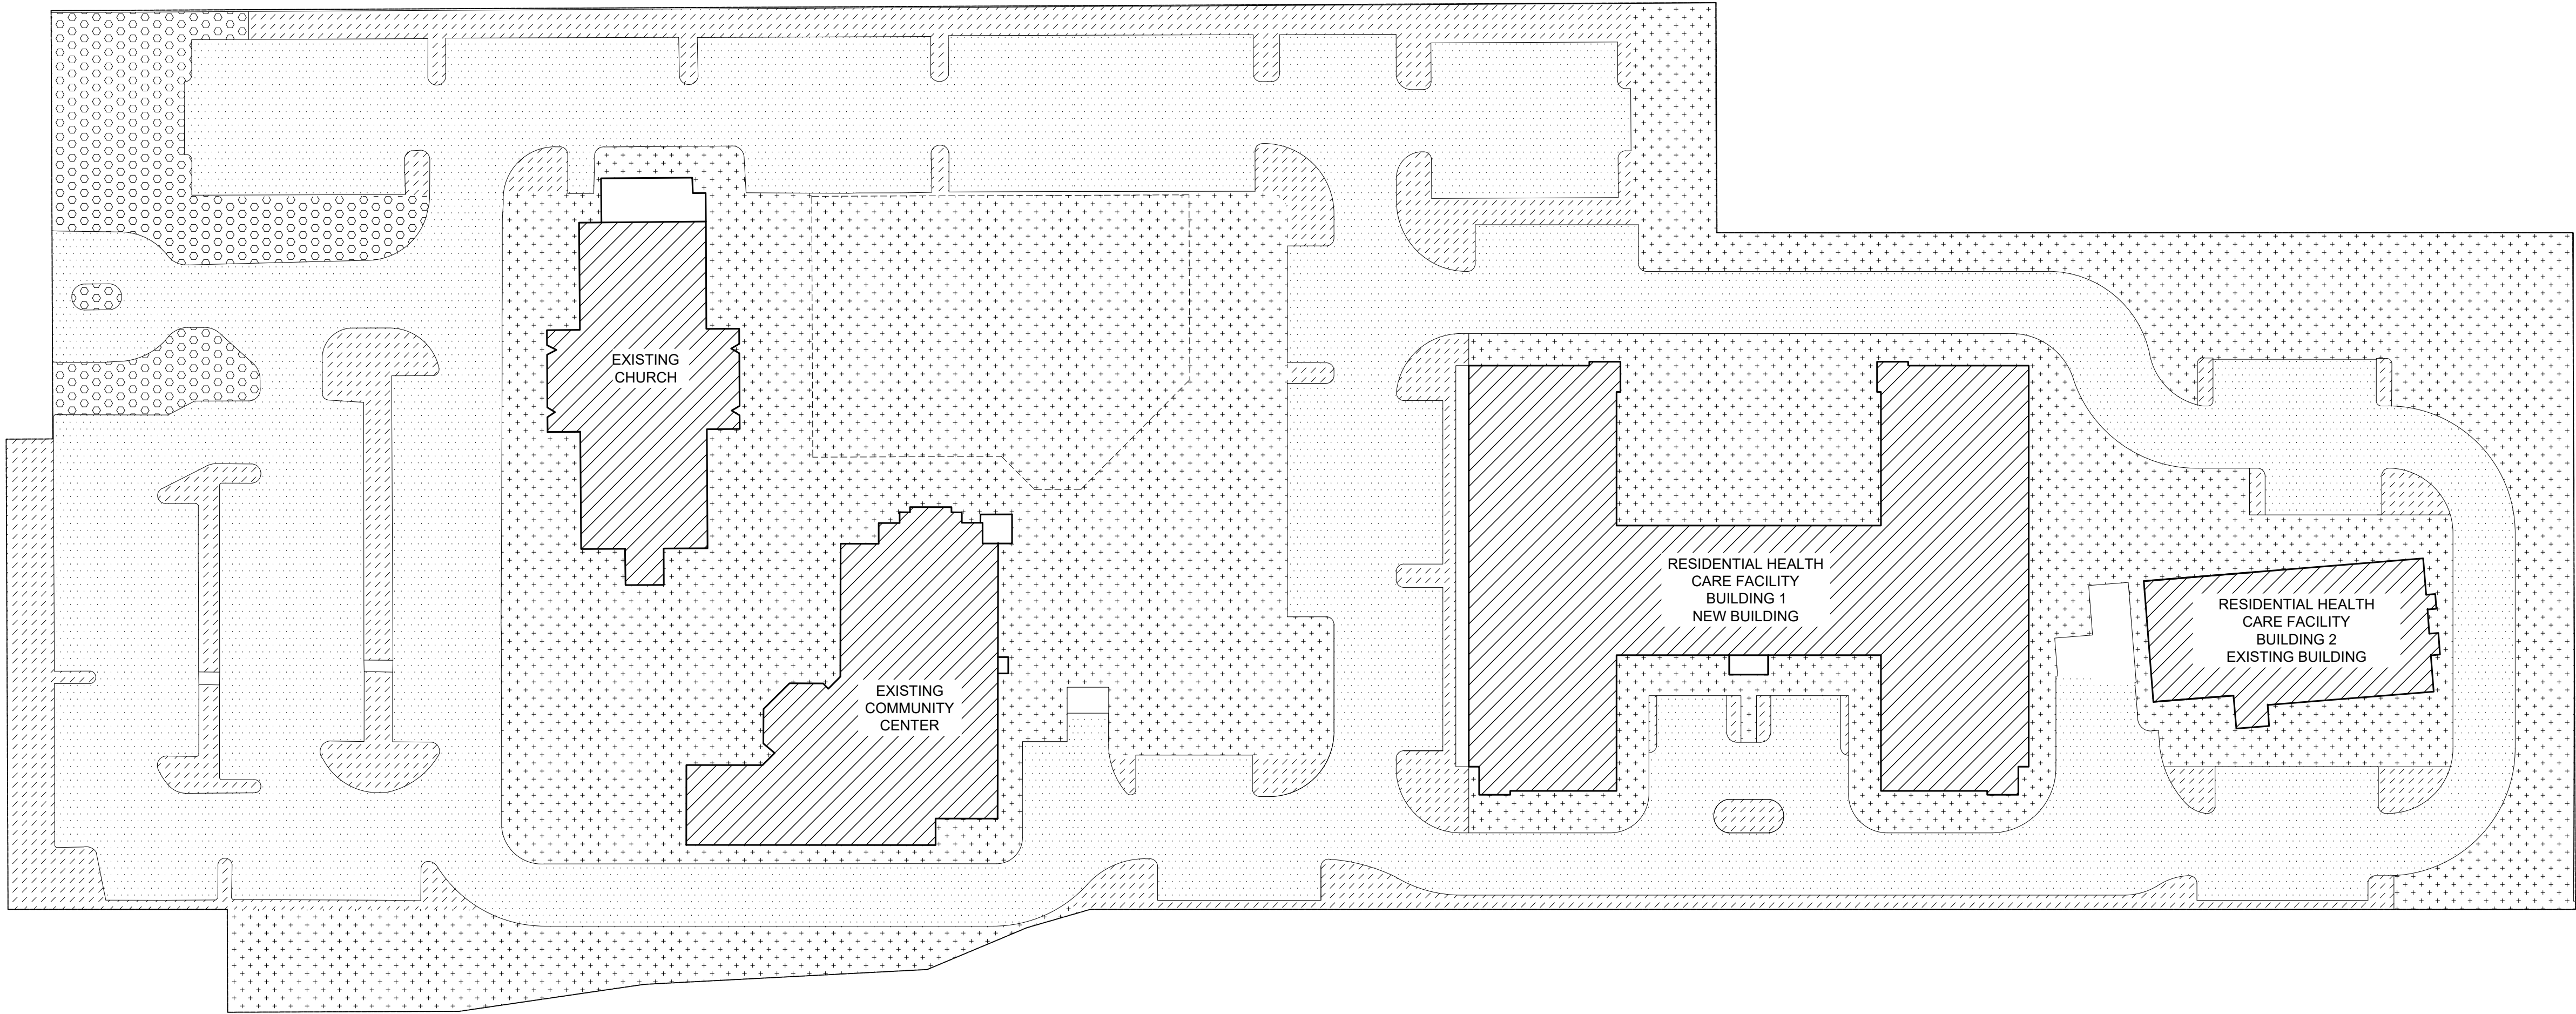 EXISTING
CHURCH
EXISTING
COMMUNITY
CENTER
RESIDENTIAL HEALTH
CARE FACILITY
BUILDING 1
NEW BUILDING
RESIDENTIAL HEALTH
CARE FACILITY
BUILDING 2
EXISTING BUILDING